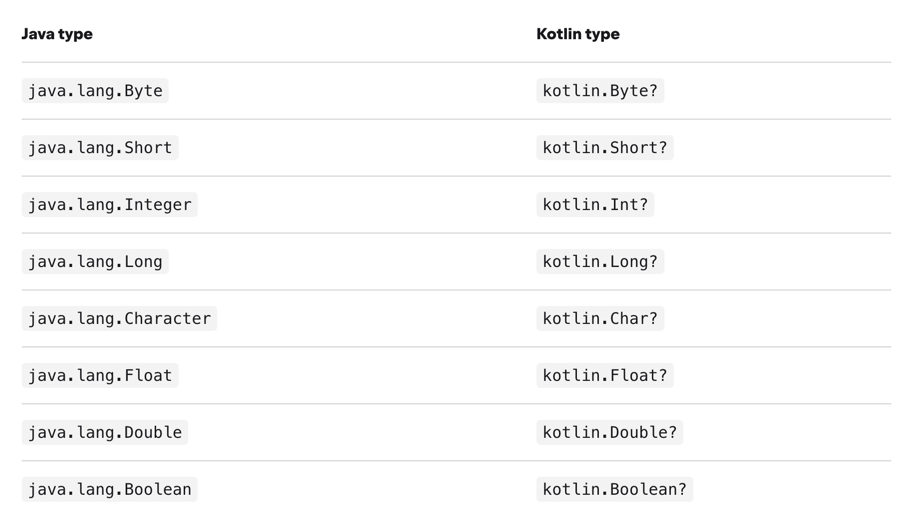 Java type Kotlin type
java.lang.Byte kotlin.Byte?
java.lang.Short kotlin.Short?
java.lang.Integer kotlin.Int?
java.lang.Long kotlin.Long?
java.lang.Character kotlin.Char?
java.lang.Float kotlin.Float?
java.lang.Double kotlin.Double?
java.lang.Boolean kotlin.Boolean?